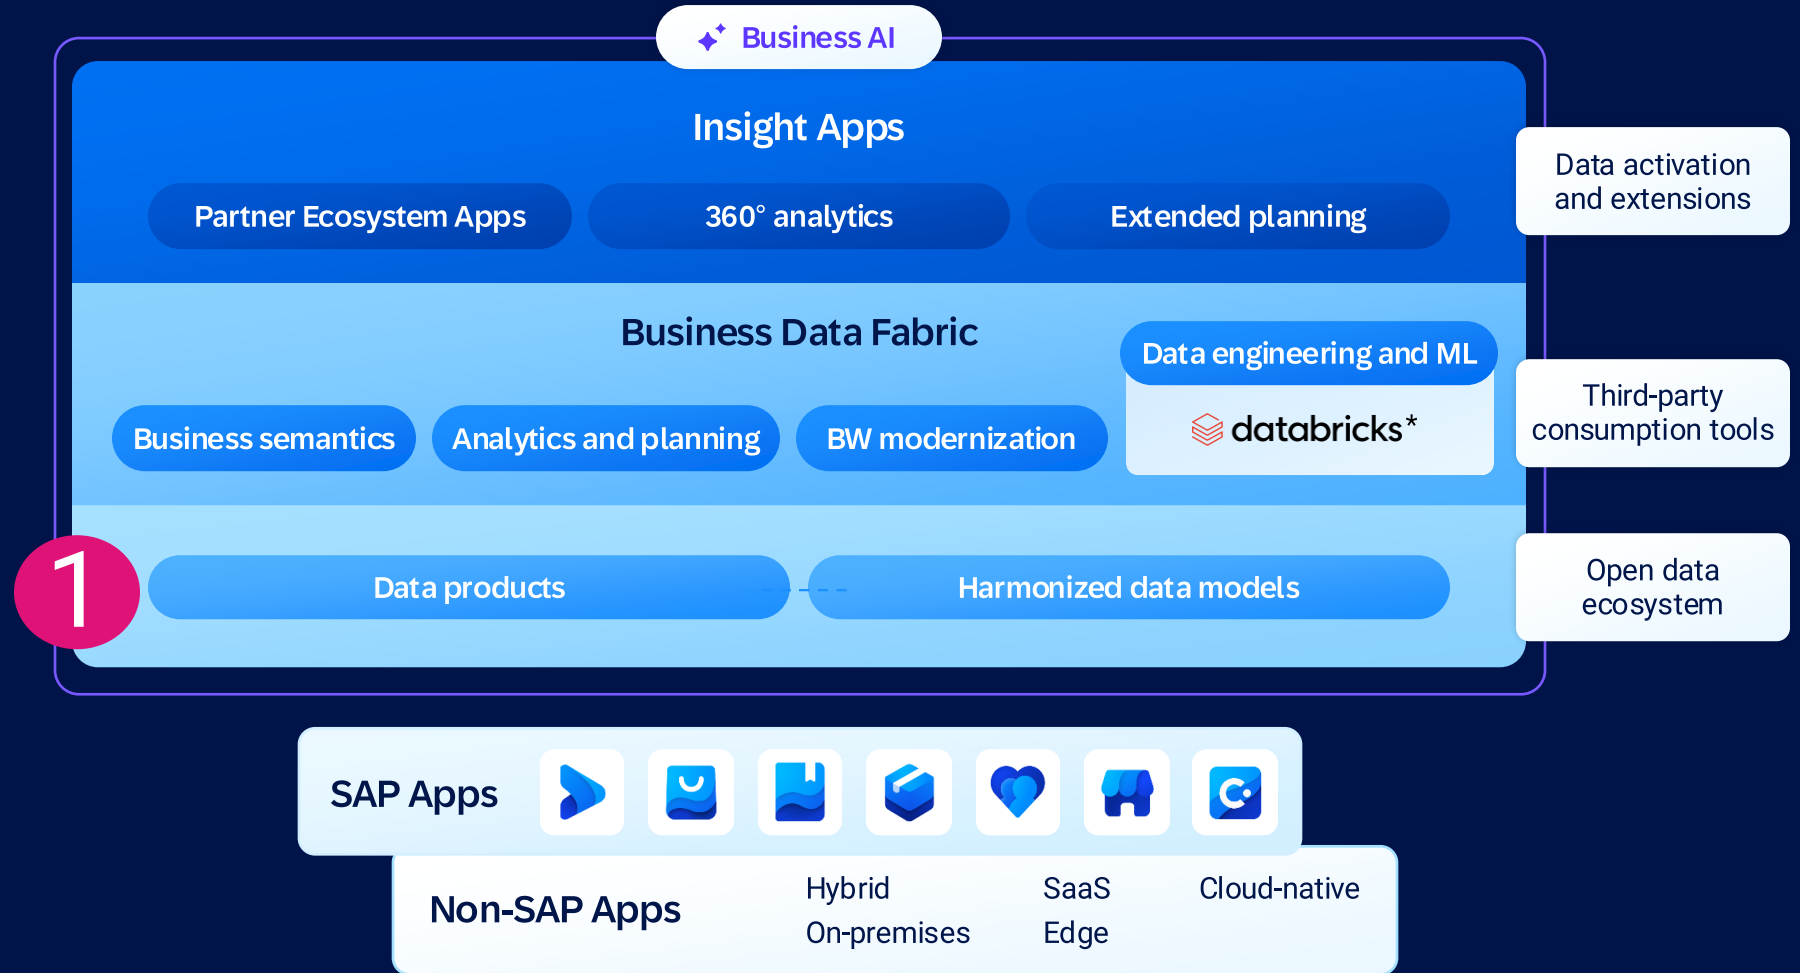 Business AI
Insight Apps
Partner Ecosystem Apps
360° analytics
Extended planning
Data activation
and extensions
Business Data Fabric
Data engineering and ML
databricks*
Business semantics
Analytics and planning
BW modernization
Third-party
consumption tools
1
Data products
Harmonized data models
Open data
ecosystem
SAP Apps
Non-SAP Apps
Hybrid
SaaS
Cloud-native
On-premises
Edge